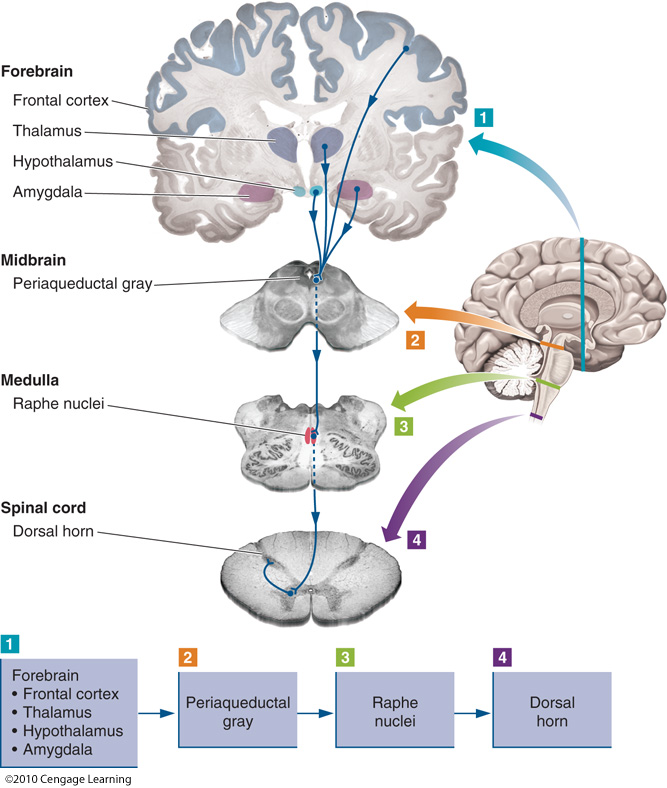 Forebrain
Frontal cortex
Thalamus
Hypothalamus
Amygdala
1
Midbrain
Periaqueductal gray
2
Medulla
Raphe nuclei
3
Spinal cord
Dorsal horn
4
1
Forebrain
• Frontal cortex
• Thalamus
• Hypothalamus
• Amygdala
2
Periaqueductal
gray
3
Raphe
nuclei
4
Dorsal
horn
©2010 Cengage Learning